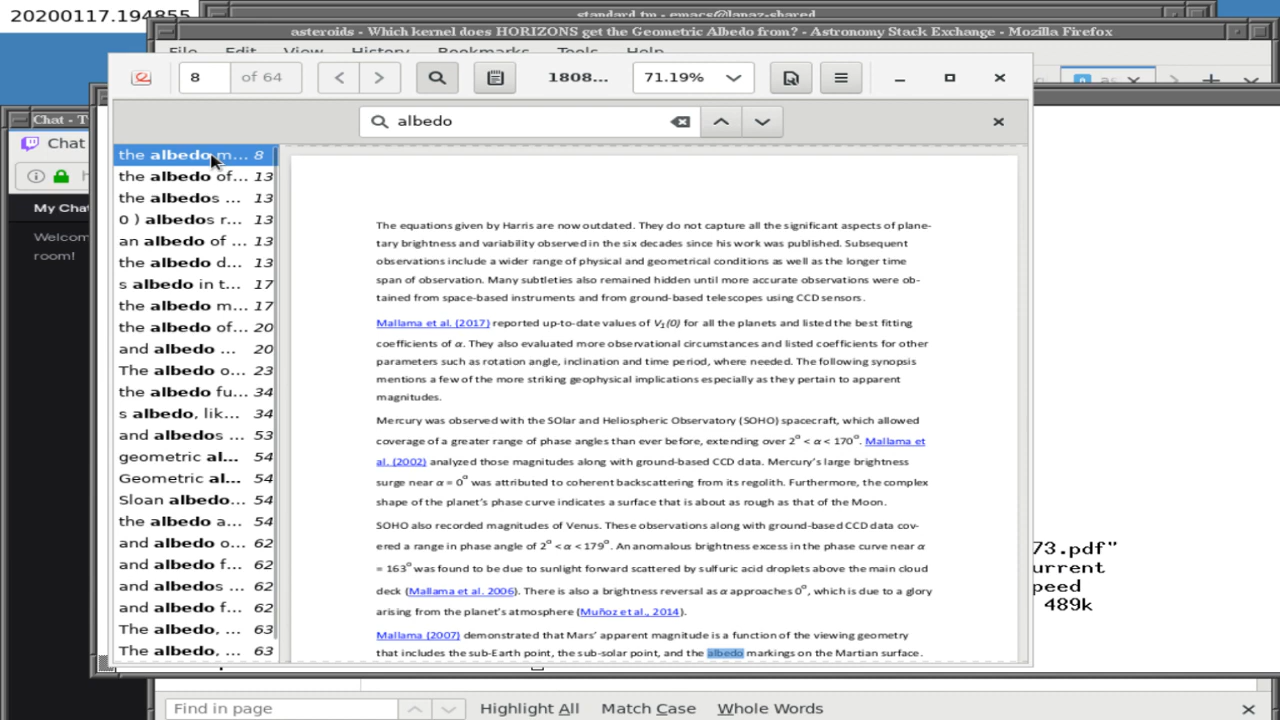 20200117.194855
standard.tm - emacs@lanaz-shared
asteroids - Which kernel does HORIZONS get the Geometric Albedo from? - Astronomy Stack Exchange - Mozilla Firefox
File Edit View History Bookmarks Tools Help
8 of 64 1808... 71.19%
albedo
Chat - T
Chat
My Chat
Welcom
room!
the albedo m... 8
the albedo of... 13
the albedos ... 13
0 ) albedos r... 13
an albedo of ... 13
the albedo d... 13
s albedo in t... 17
the albedo m... 17
the albedo of... 20
and albedo ... 20
The albedo o... 23
the albedo fu... 34
s albedo, lik... 34
and albedos ... 53
geometric al... 54
Geometric al... 54
Sloan albedo... 54
the albedo a... 54
and albedo o... 62
and albedo f... 62
and albedos ... 62
and albedo f... 62
The albedo, ... 63
The albedo, ... 63
The equations given by Harris are now outdated. They do not capture all the significant aspects of plane-
tary brightness and variability observed in the six decades since his work was published. Subsequent
observations include a wider range of physical and geometrical conditions as well as the longer time
span of observation. Many subtleties also remained hidden until more accurate observations were ob-
tained from space-based instruments and from ground-based telescopes using CCD sensors.
Mallama et al. (2017) reported up-to-date values of V₁(0) for all the planets and listed the best fitting
coefficients of α. They also evaluated more observational circumstances and listed coefficients for other
parameters such as rotation angle, inclination and time period, where needed. The following synopsis
mentions a few of the more striking geophysical implications especially as they pertain to apparent
magnitudes.
Mercury was observed with the SOlar and Heliospheric Observatory (SOHO) spacecraft, which allowed
coverage of a greater range of phase angles than ever before, extending over 2° < α < 170°. Mallama et
al. (2002) analyzed those magnitudes along with ground-based CCD data. Mercury's large brightness
surge near α = 0° was attributed to coherent backscattering from its regolith. Furthermore, the complex
shape of the planet's phase curve indicates a surface that is about as rough as that of the Moon.
SOHO also recorded magnitudes of Venus. These observations along with ground-based CCD data cov-
ered a range in phase angle of 2° < α < 179°. An anomalous brightness excess in the phase curve near α
= 163° was found to be due to sunlight forward scattered by sulfuric acid droplets above the main cloud
deck (Mallama et al. 2006). There is also a brightness reversal as α approaches 0°, which is due to a glory
arising from the planet's atmosphere (Muñoz et al., 2014).
Mallama (2007) demonstrated that Mars' apparent magnitude is a function of the viewing geometry
that includes the sub-Earth point, the sub-solar point, and the albedo markings on the Martian surface.
73.pdf"
urrent
peed
489k
Find in page Highlight All Match Case Whole Words